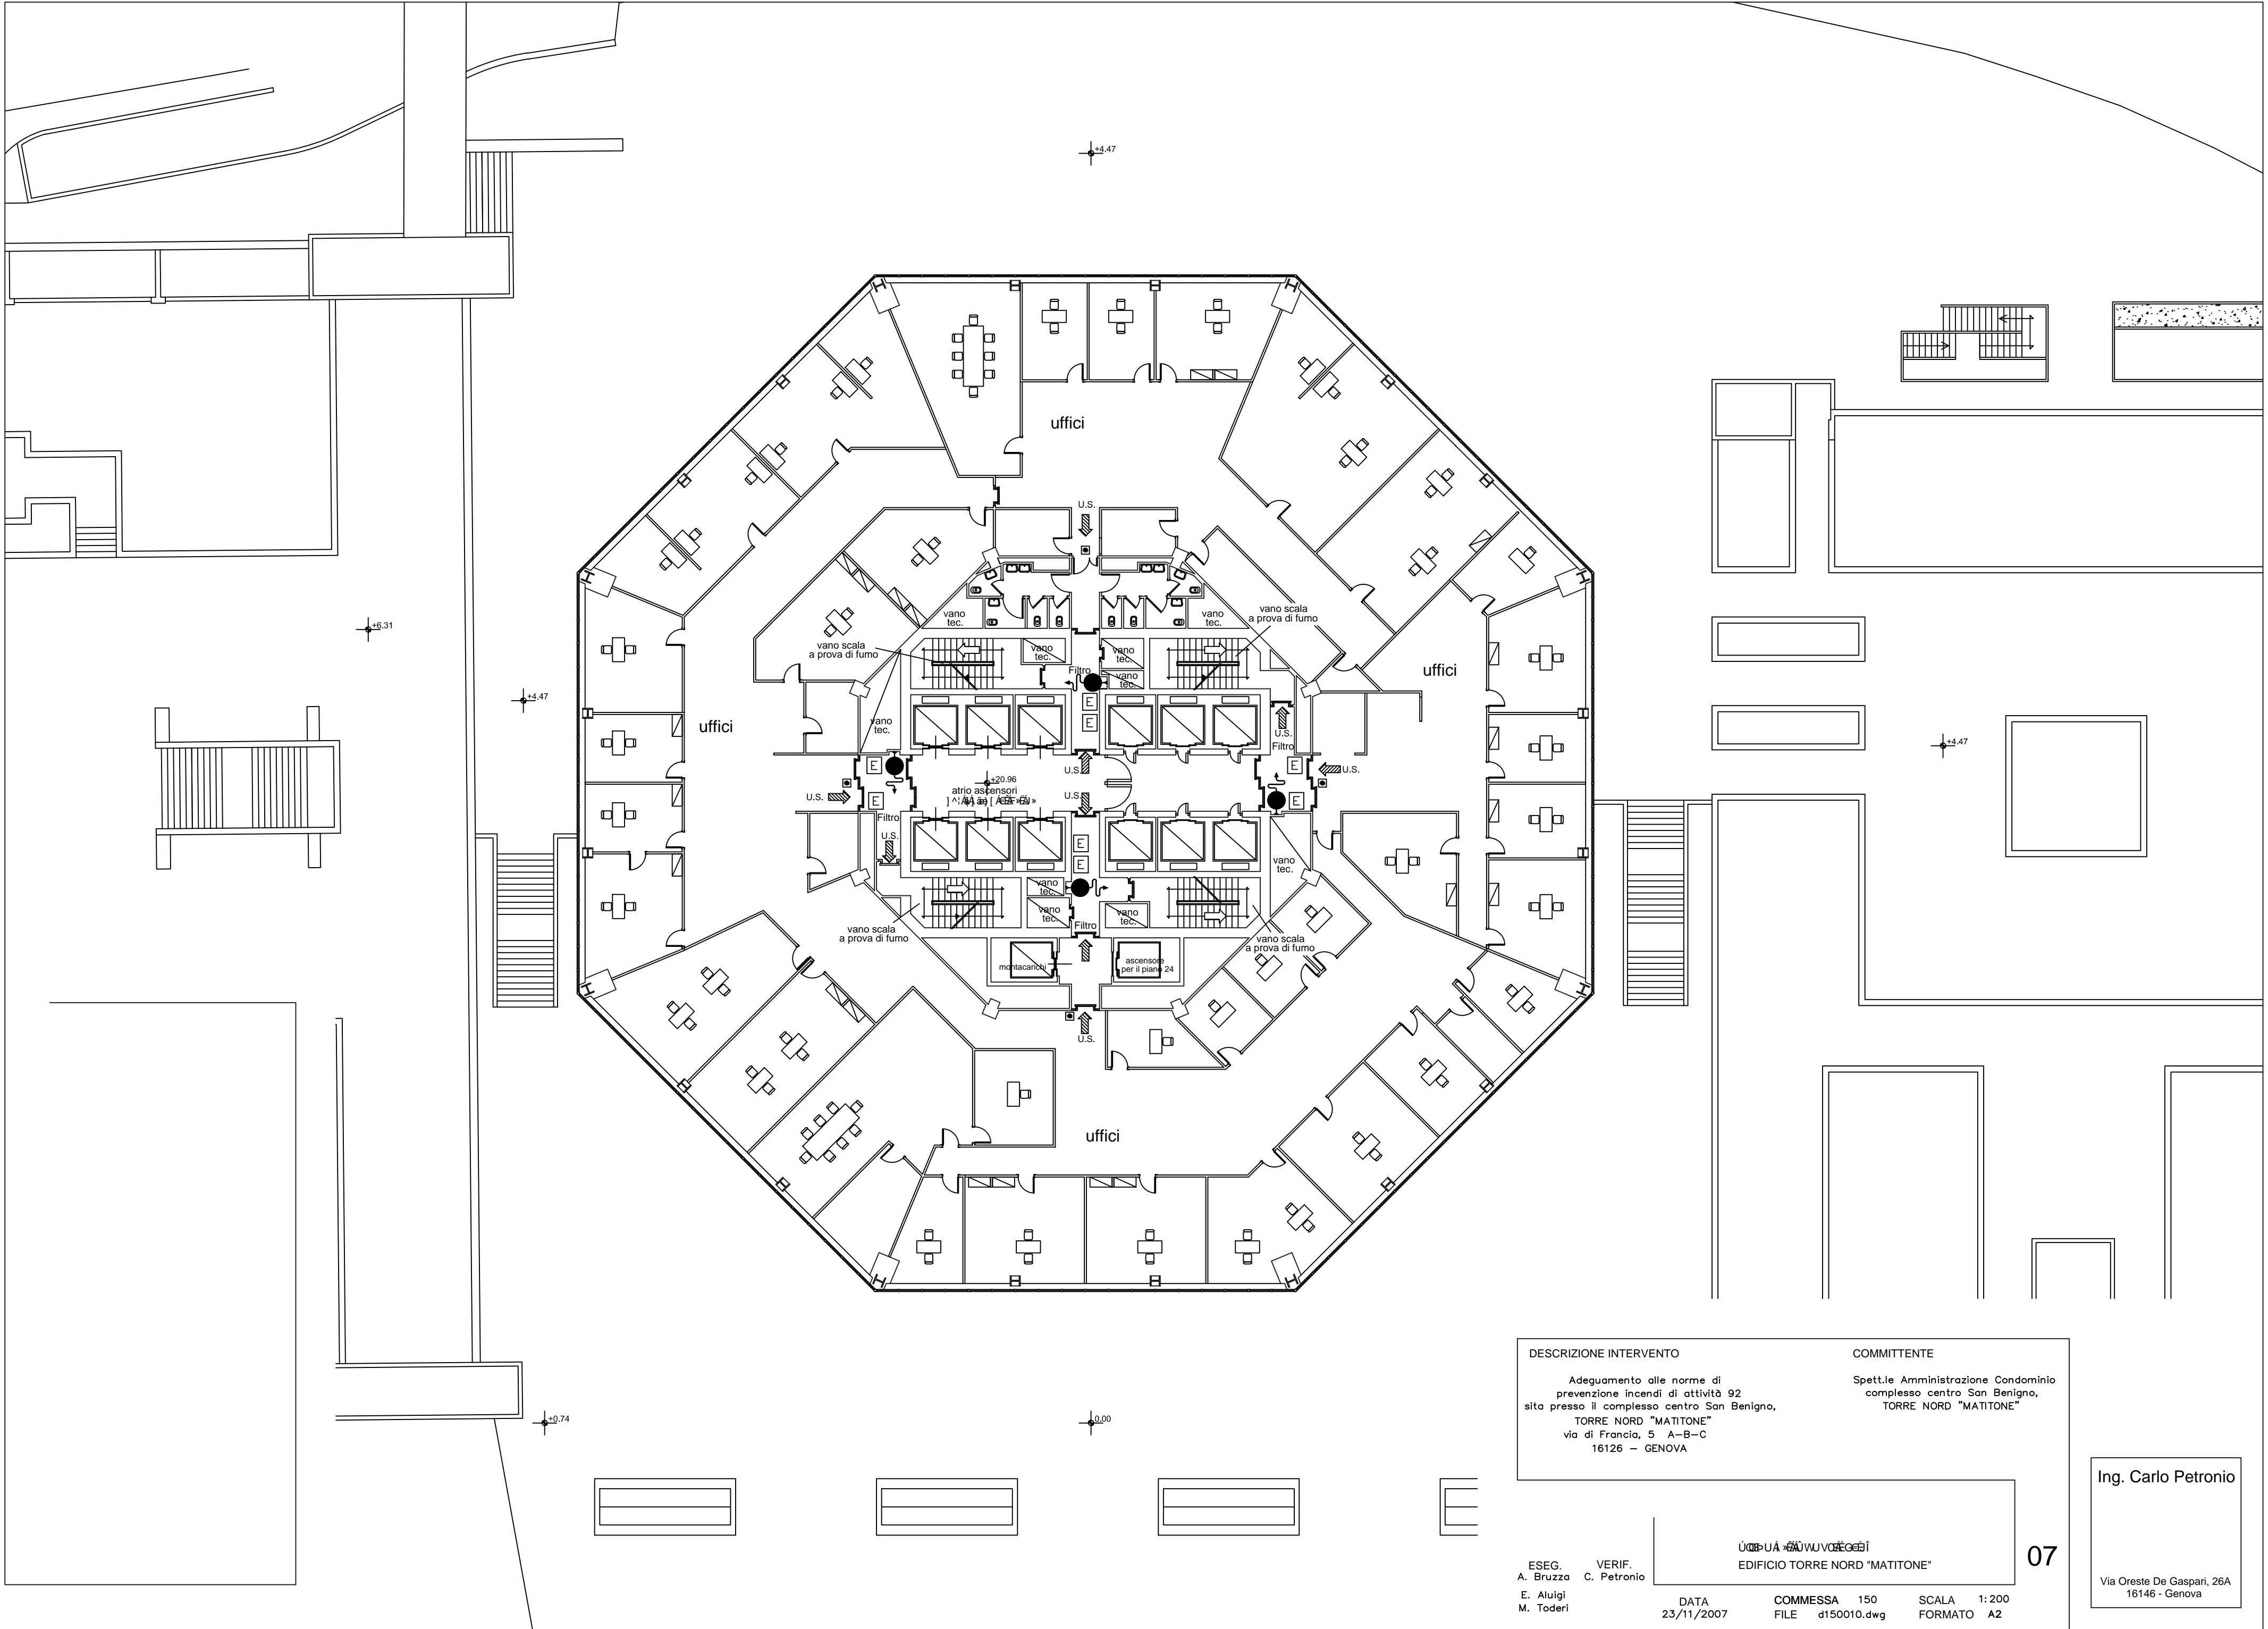 +4.47
uffici
U.S.
+6.31
vano
tec.
vano
tec.
vano scala
a prova di fumo
vano scala
a prova di fumo
vano
tec.
vano
tec.
Filtro
vano
tec.
uffici
+4.47
uffici
E
E
vano
tec.
U.S.
Filtro
+4.47
E
U.S.
E
U.S.
+20.96
atrio ascensori
U.S.
E
U.S.
E
Filtro
U.S.
E
E
vano
tec.
vano
tec.
vano
tec.
vano
tec.
Filtro
vano scala
a prova di fumo
vano scala
a prova di fumo
montacarichi
ascensore
per il piano 24
U.S.
uffici
+0.74
0,00
DESCRIZIONE INTERVENTO
Adeguamento alle norme di
prevenzione incendi di attività 92
sita presso il complesso centro San Benigno,
TORRE NORD "MATITONE"
via di Francia, 5 A-B-C
16126 - GENOVA
COMMITTENTE
Spett.le Amministrazione Condominio
complesso centro San Benigno,
TORRE NORD "MATITONE"
EDIFICIO TORRE NORD "MATITONE"
07
ESEG.
A. Bruzza
E. Aluigi
M. Toderi
VERIF.
C. Petronio
DATA
23/11/2007
COMMESSA 150
FILE d150010.dwg
SCALA 1:200
FORMATO A2
Ing. Carlo Petronio
Via Oreste De Gaspari, 26A
16146 - Genova